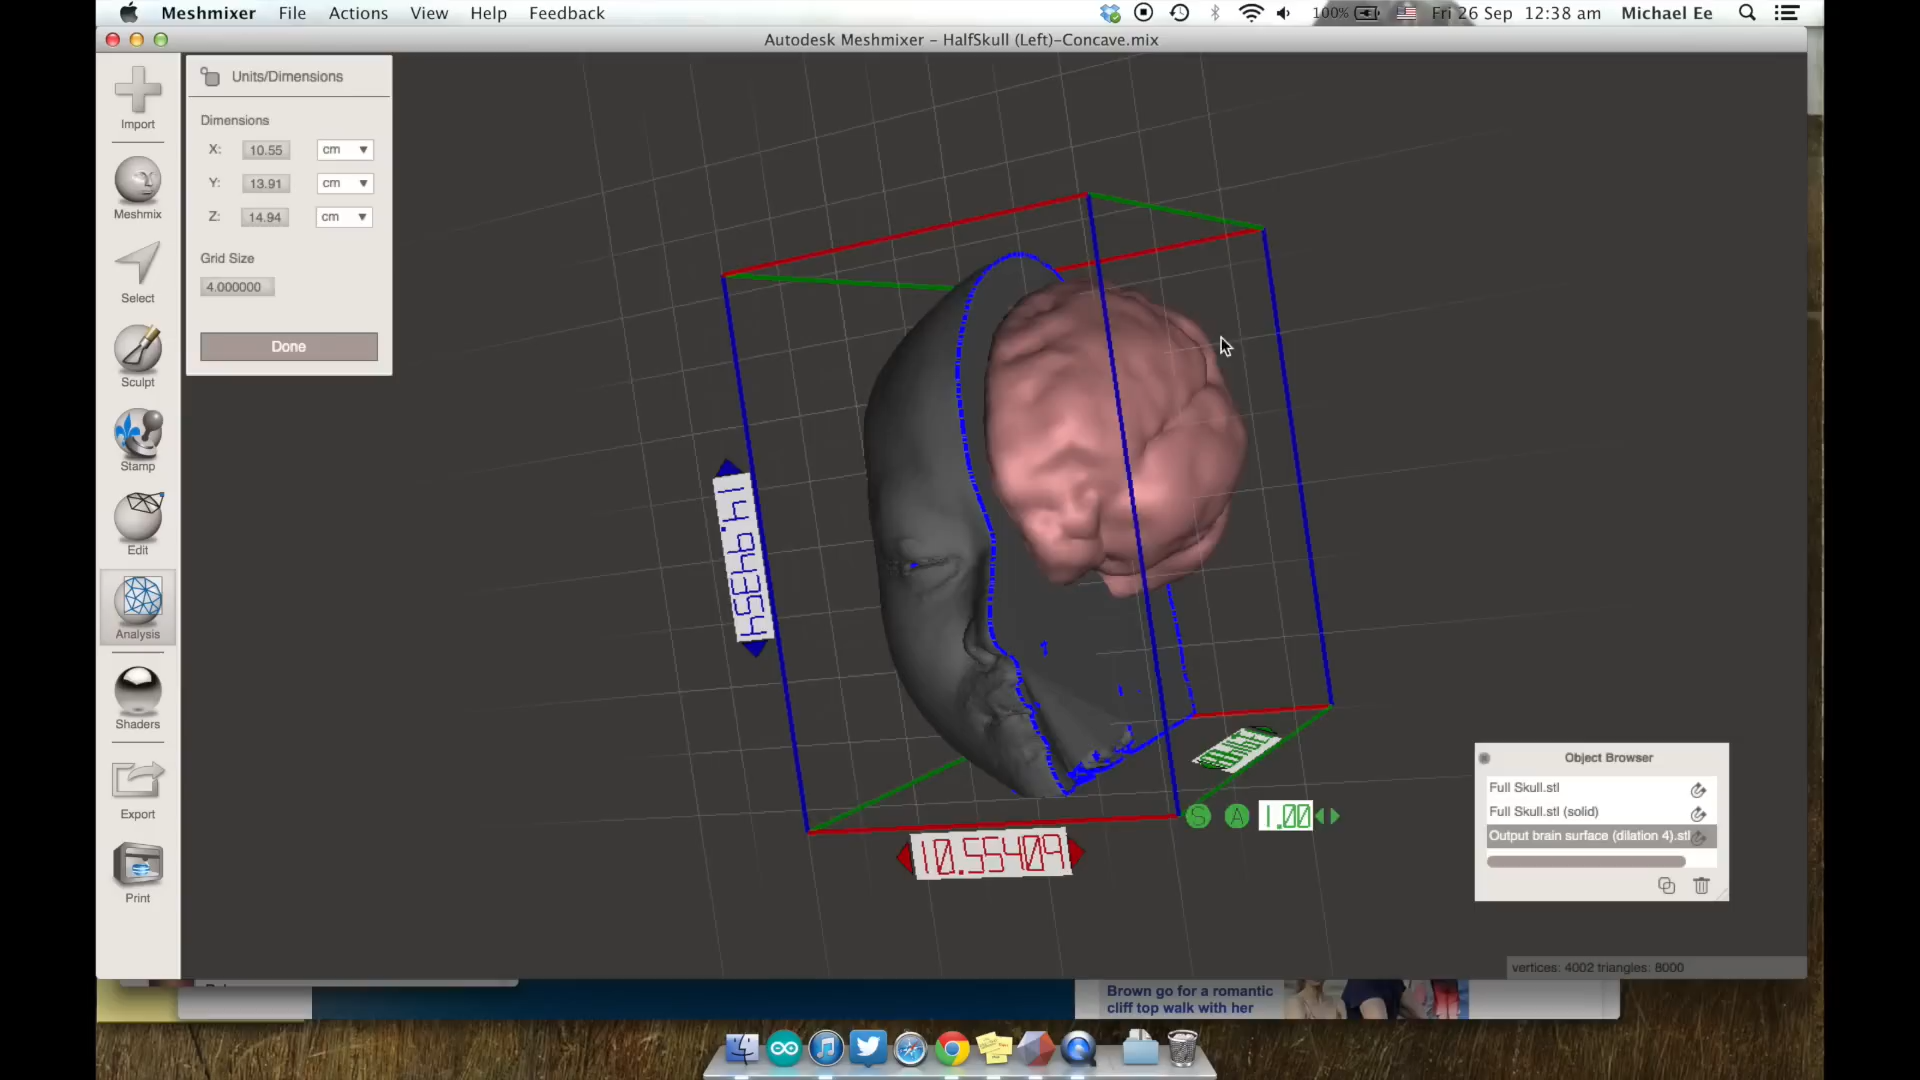 Meshmixer File Actions View Help Feedback
100% Fri 26 Sep 12:38 am Michael Ee
Autodesk Meshmixer – HalfSkull (Left)-Concave.mix
Units/Dimensions
Dimensions
X: 10.55 cm
Y: 13.91 cm
Z: 14.94 cm
Grid Size
4.000000
Done
Import
Meshmix
Select
Sculpt
Stamp
Edit
Analysis
Shaders
Export
Print
10.55409
S A 1.00
Object Browser
Full Skull.stl
Full Skull.stl (solid)
Output brain surface (dilation 4).stl
vertices: 4002 triangles: 8000
Brown go for a romantic
cliff top walk with her